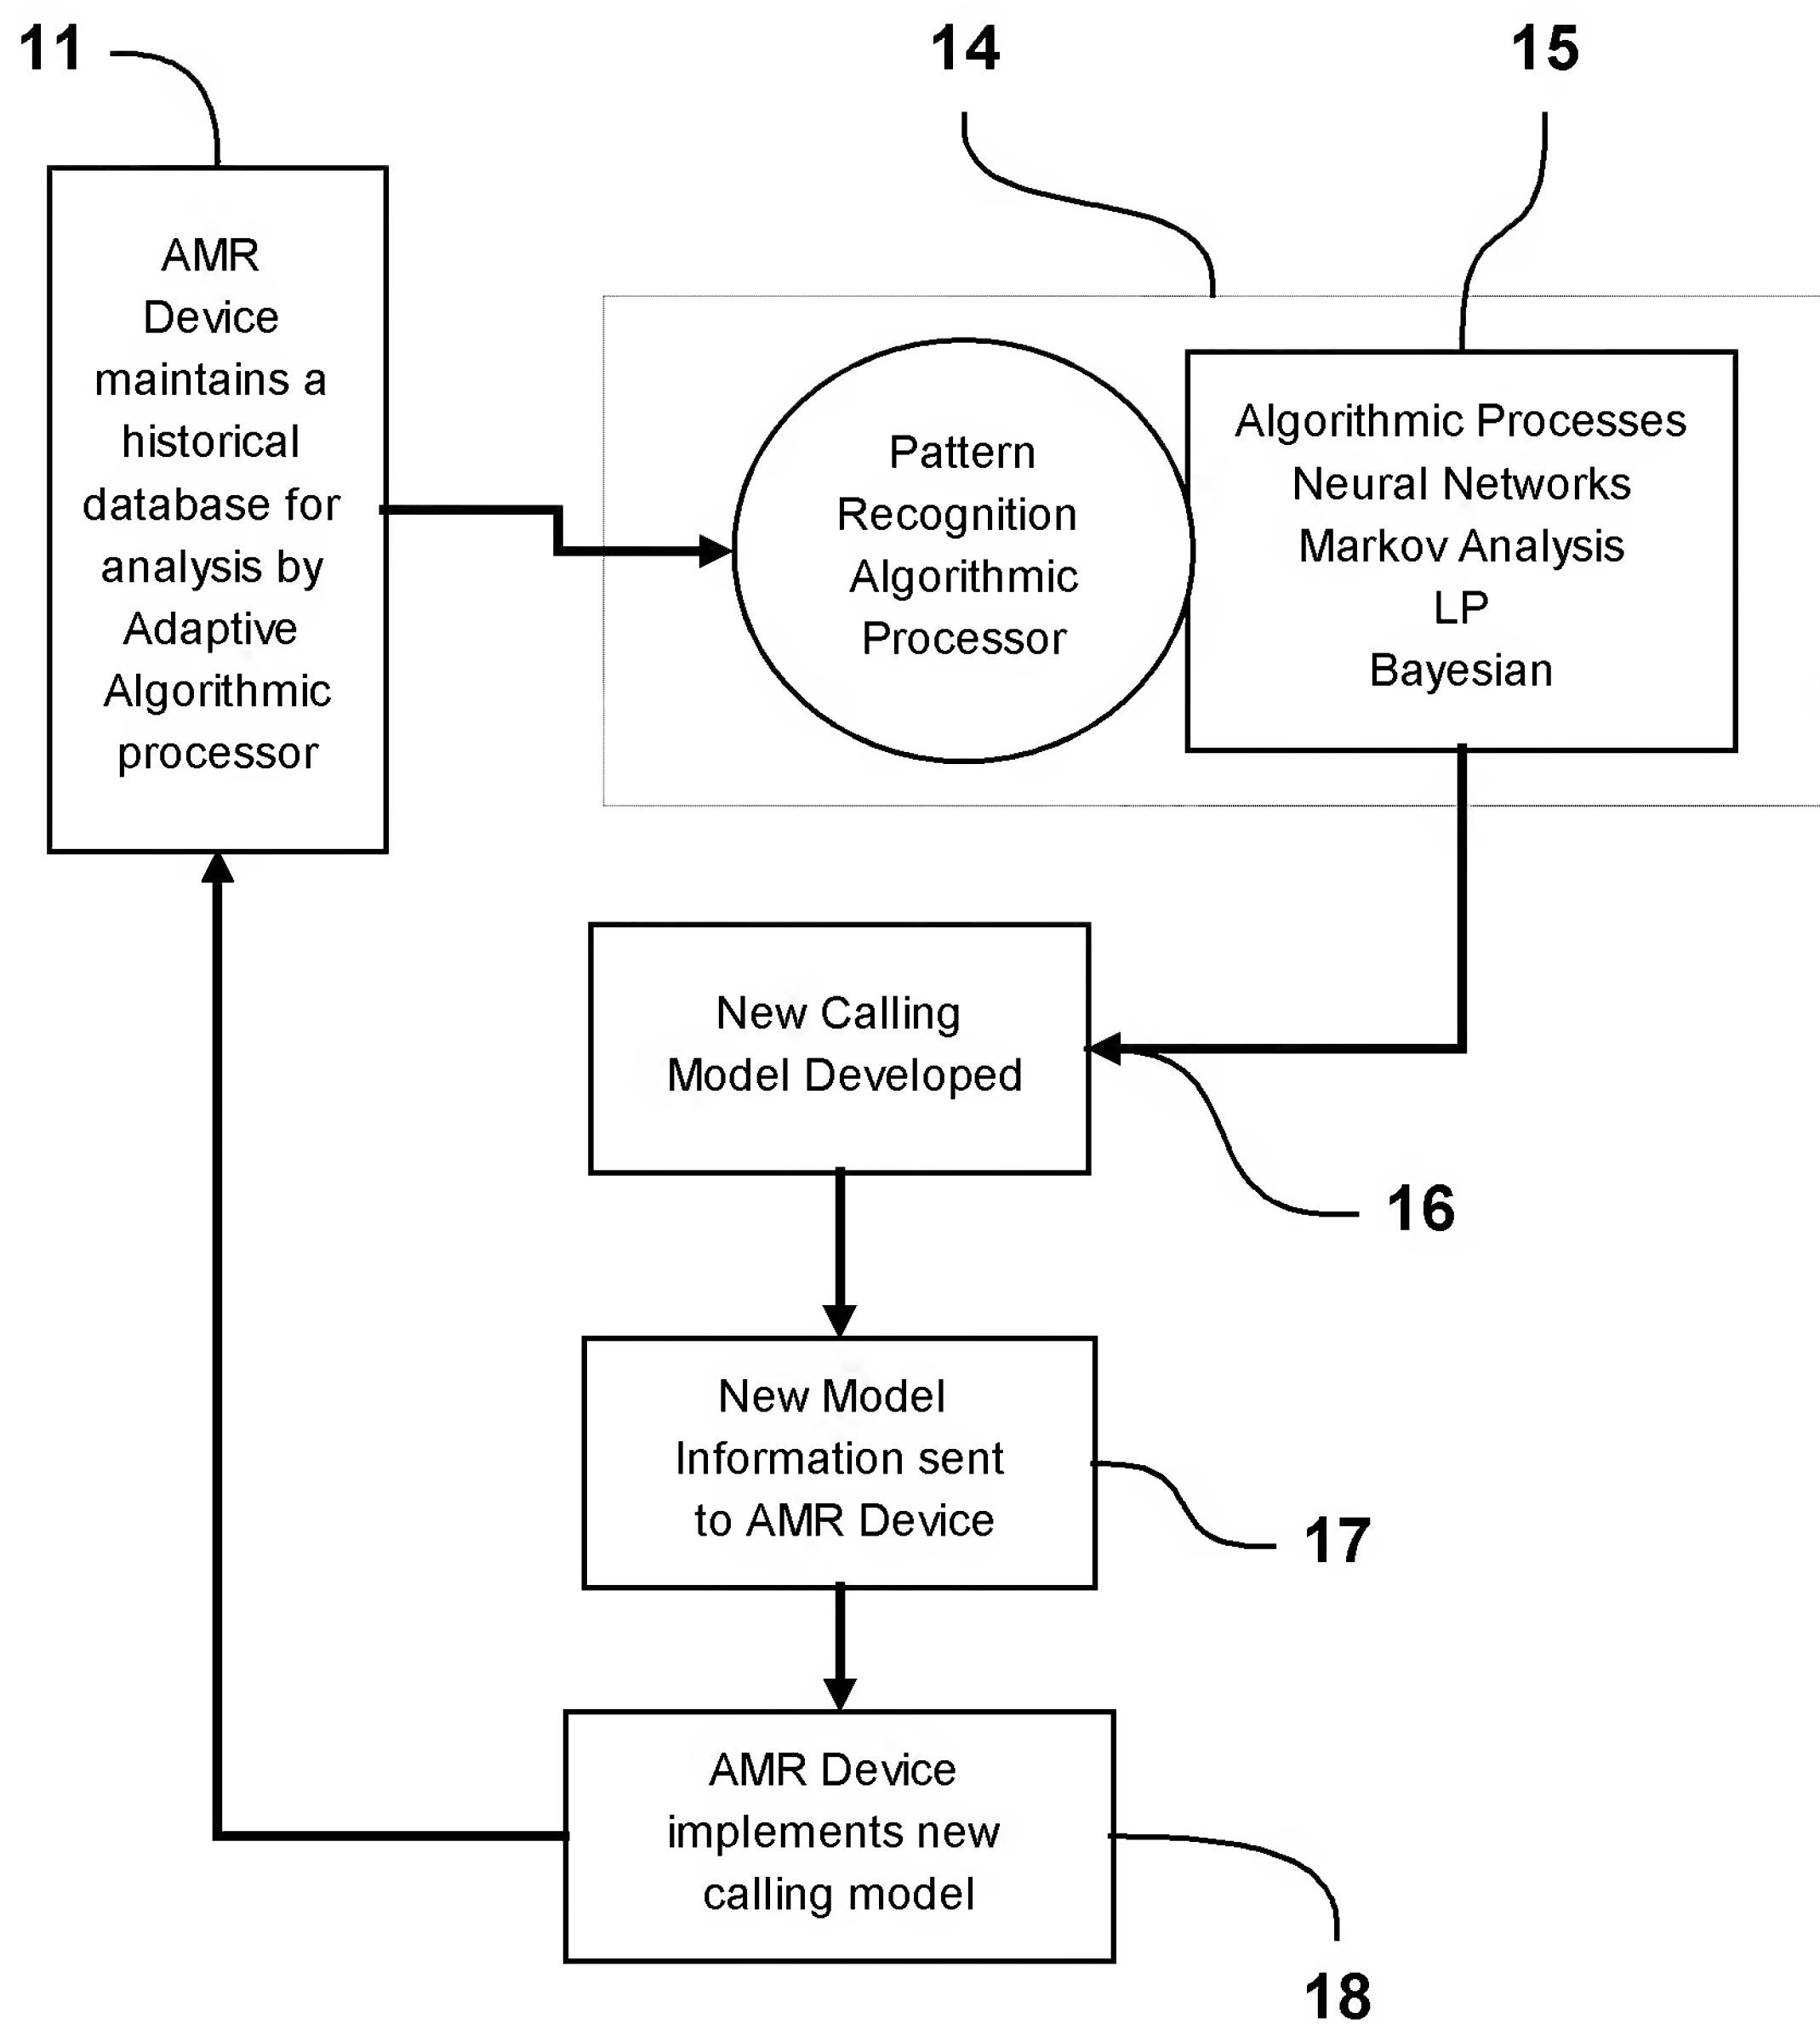 11
14
15
AMR
Device
maintains a
historical
database for
analysis by
Adaptive
Algorithmic
processor
Pattern
Recognition
Algorithmic
Processor
Algorithmic Processes
Neural Networks
Markov Analysis
LP
Bayesian
New Calling
Model Developed
16
New Model
Information sent
to AMR Device
17
AMR Device
implements new
calling model
18